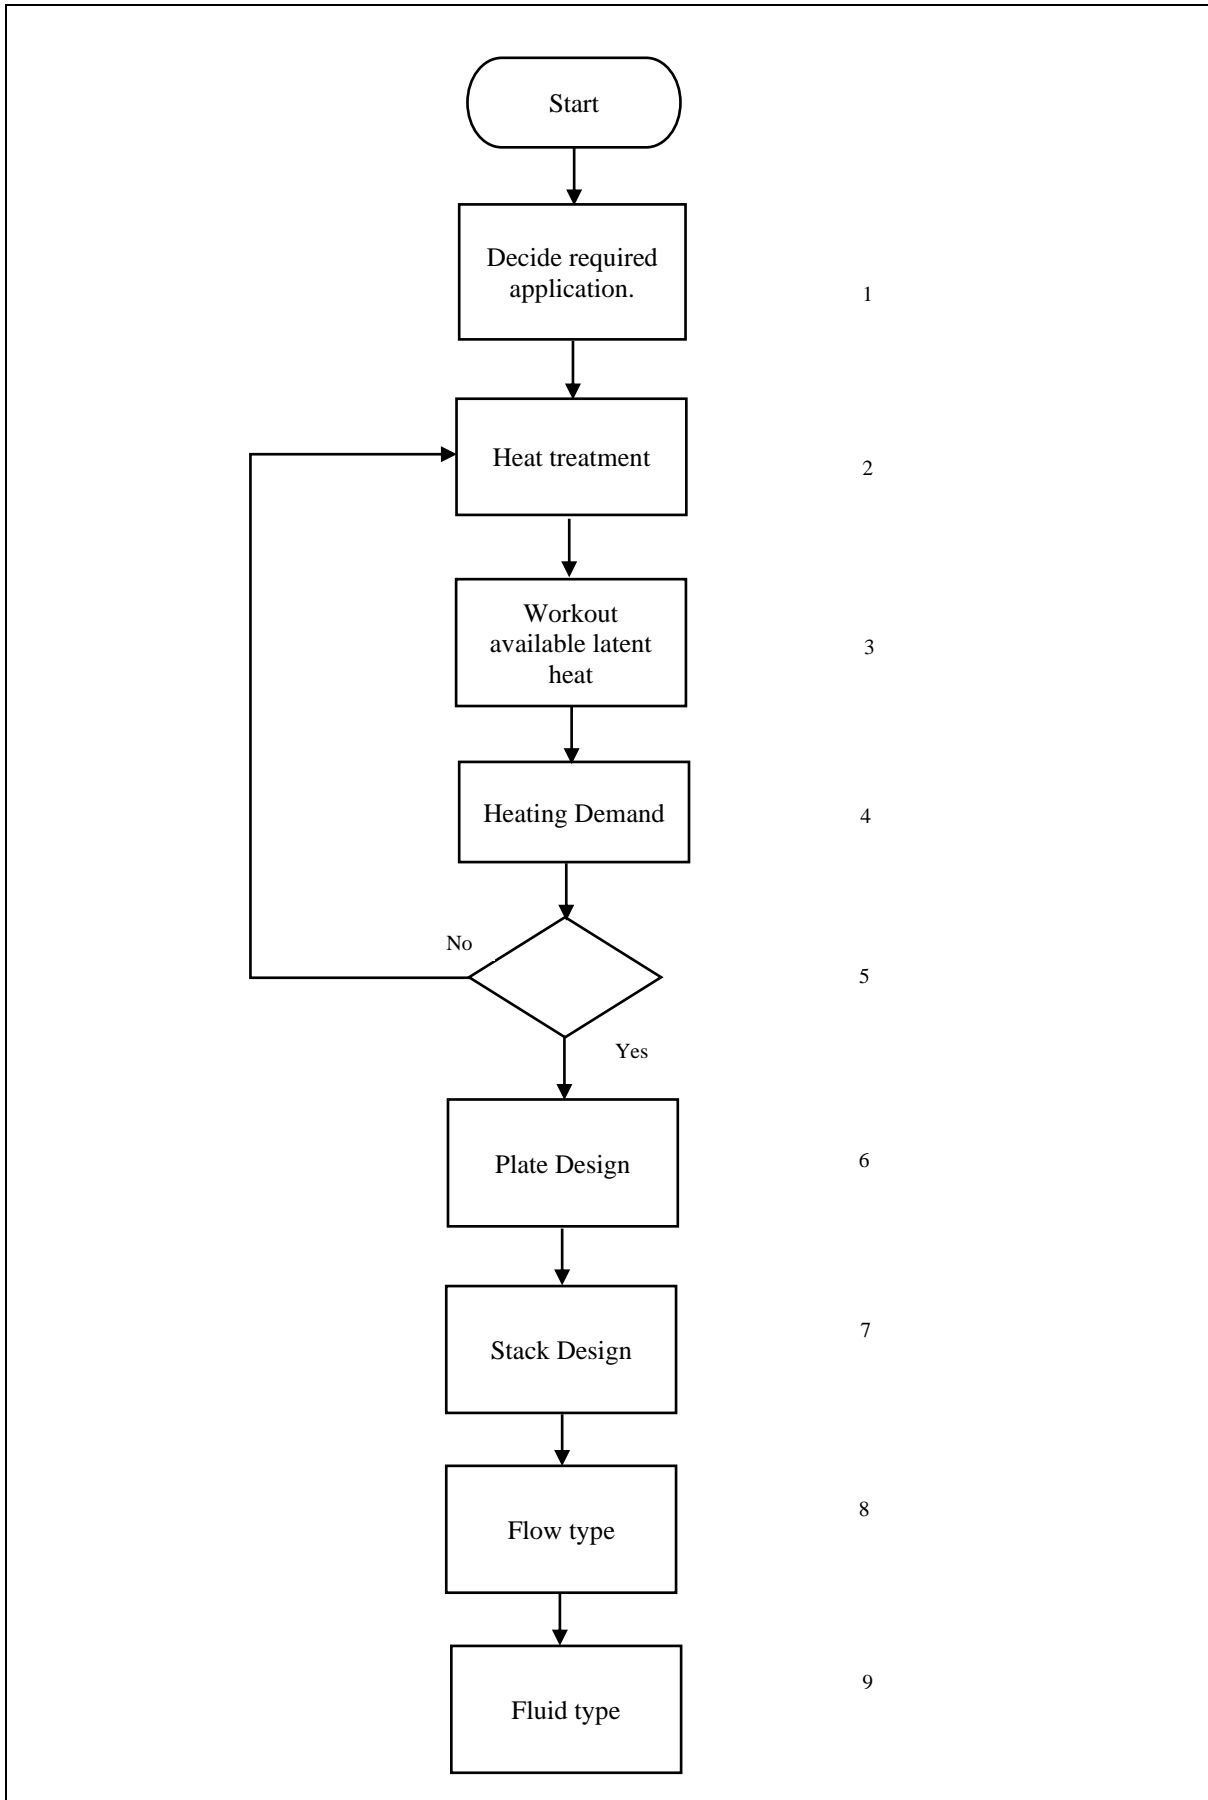 Start
Decide required
application.
1
Heat treatment
2
Workout
available latent
heat
3
Heating Demand
4
No
5
Yes
Plate Design
6
Stack Design
7
Flow type
8
Fluid type
9